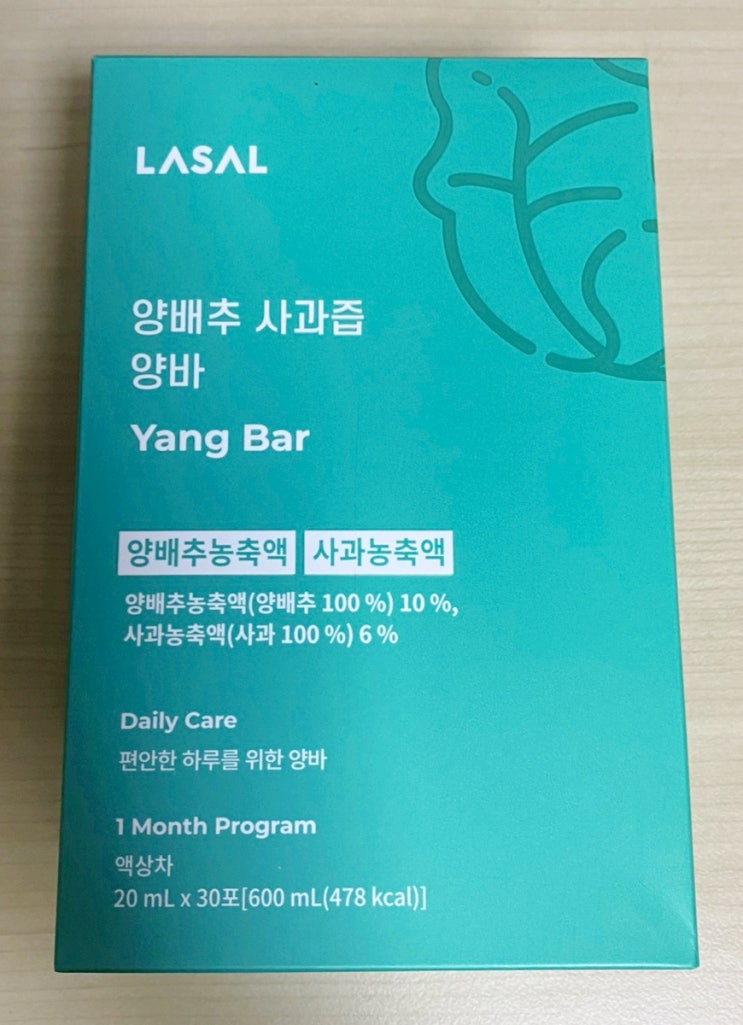 LASAL
양배추 사과즙
양바
Yang Bar
양배추농축액 사과농축액
양배추농축액(양배추 100 %) 10 %,
사과농축액(사과 100 %) 6 %
Daily Care
편안한 하루를 위한 양바
1 Month Program
액상차
20 mL x 30포[600 mL(478 kcal)]